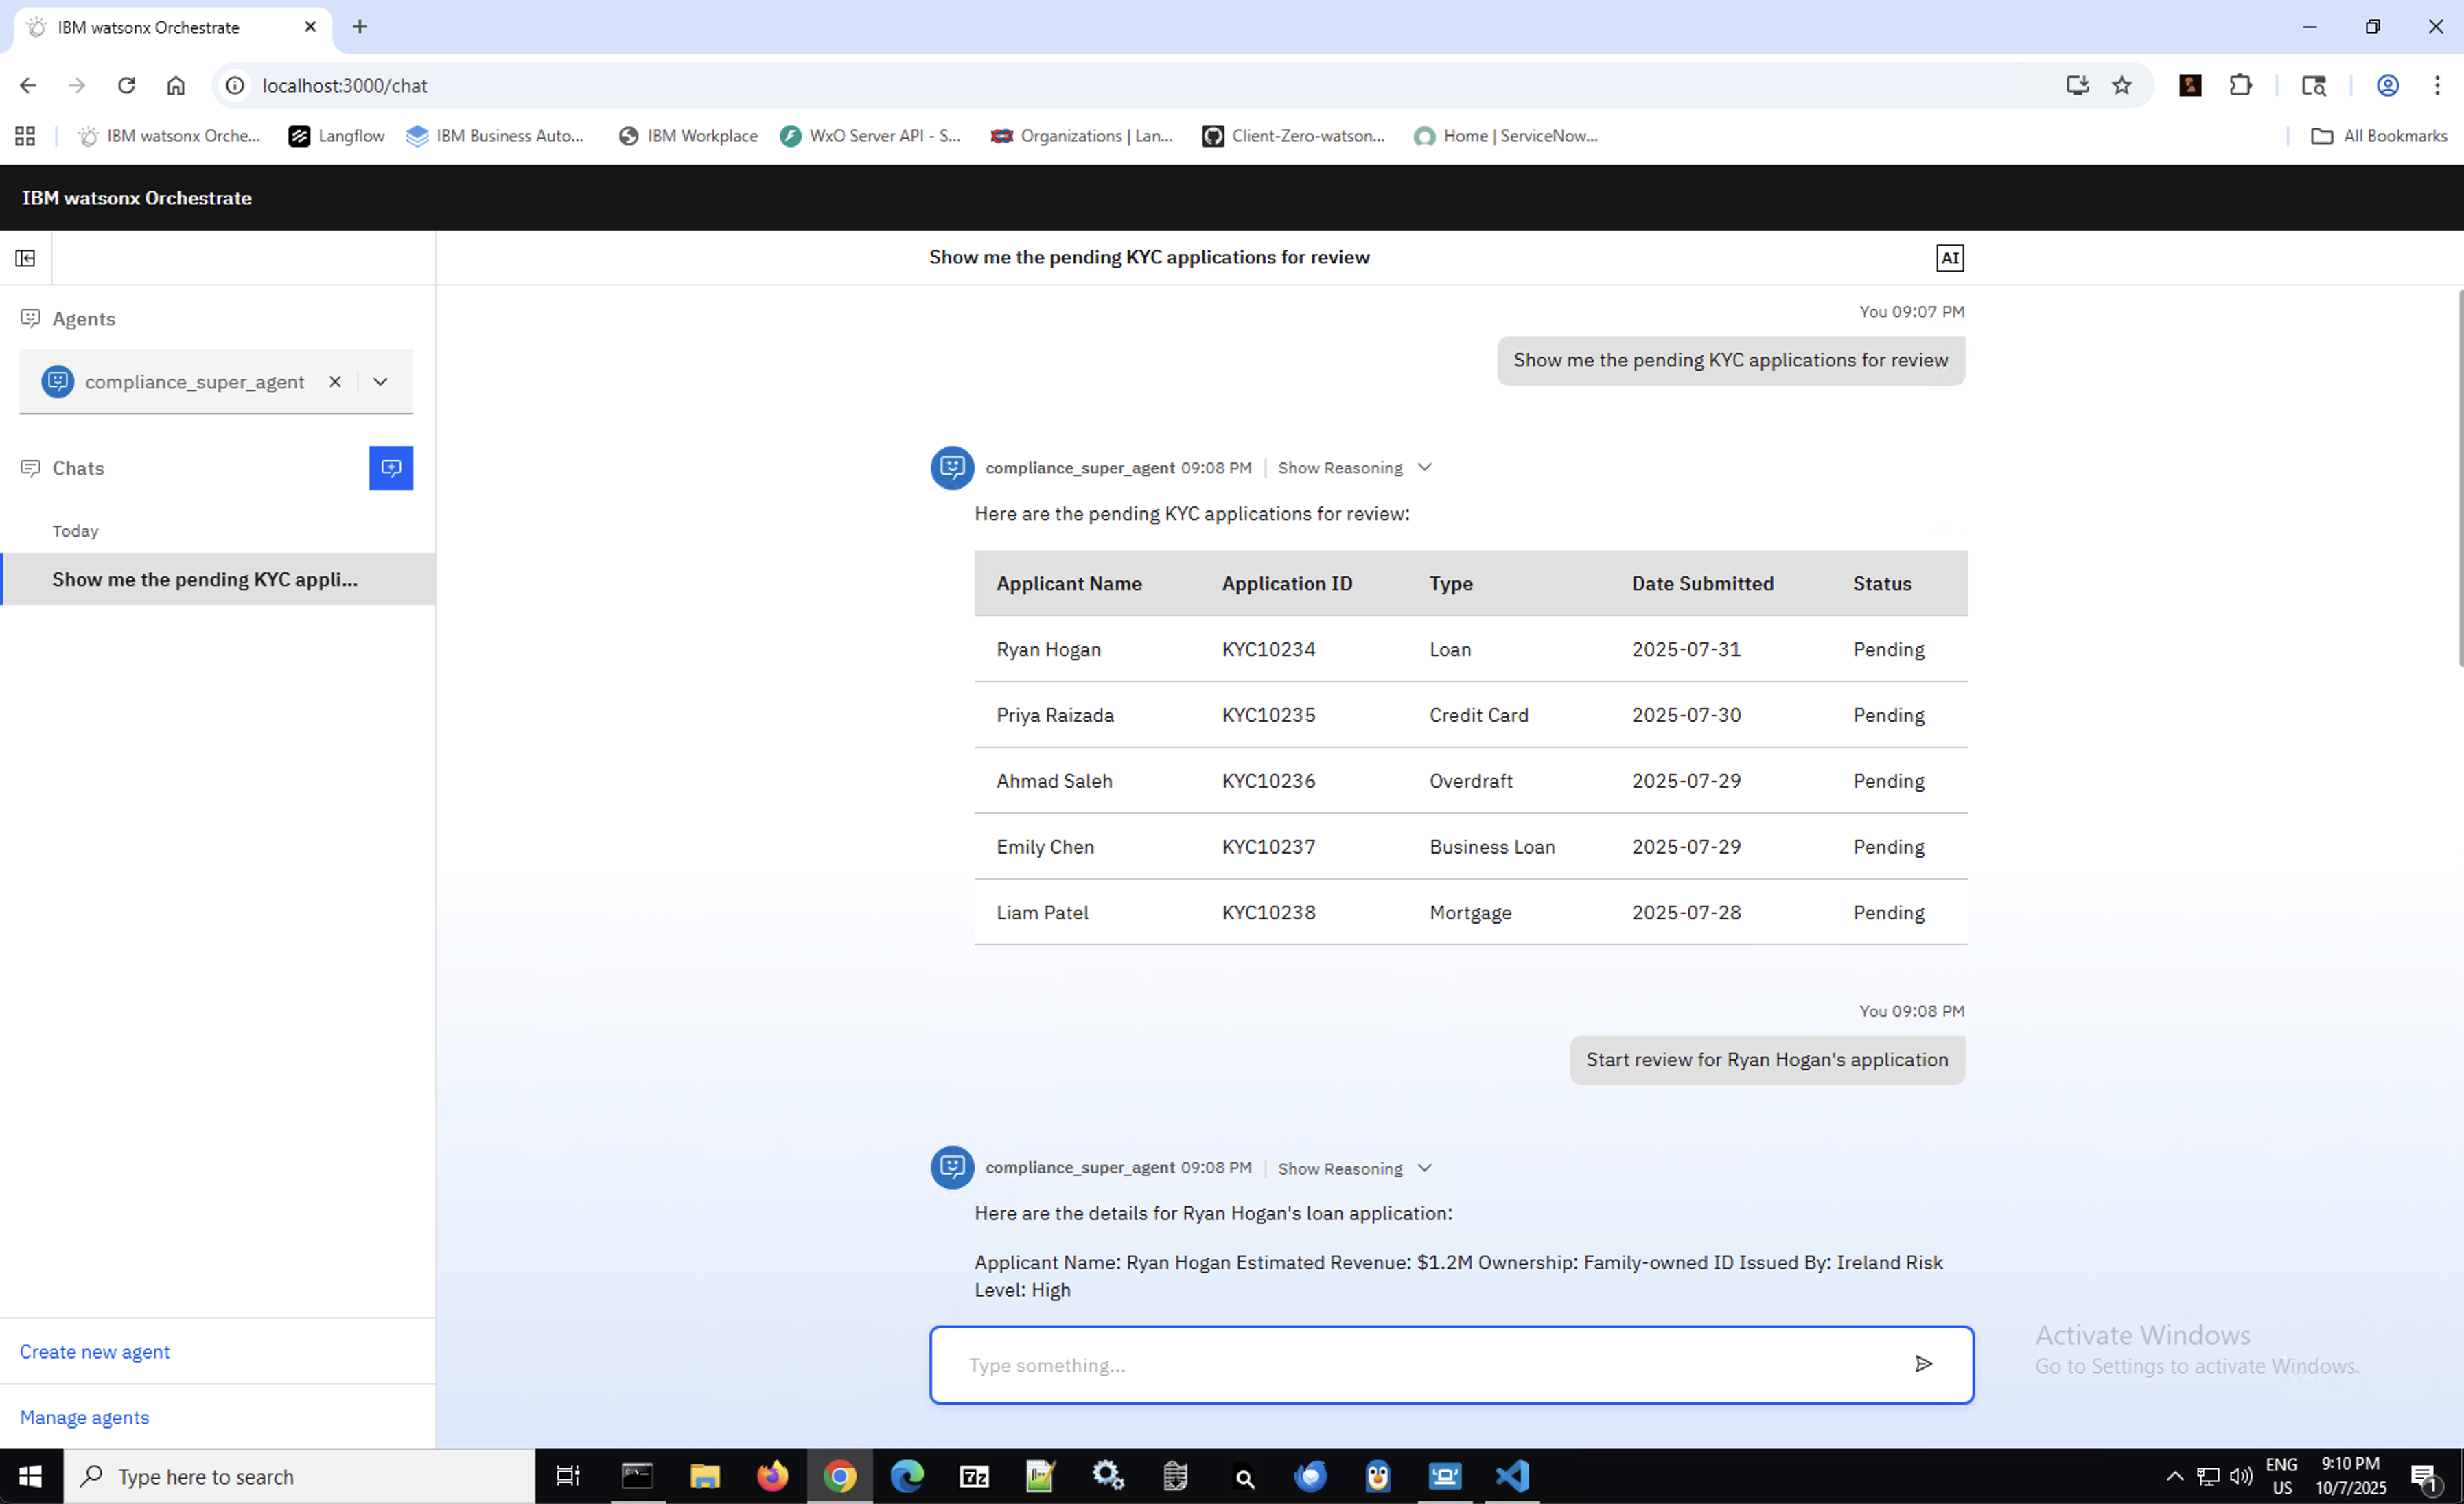 IBM watsonx Orchestrate
localhost:3000/chat
IBM watsonx Orche...
Langflow
IBM Business Auto...
IBM Workplace
WxO Server API - S...
Organizations | Lan...
Client-Zero-watson...
Home | ServiceNow...
All Bookmarks
IBM watsonx Orchestrate
Show me the pending KYC applications for review
AI
Agents
compliance_super_agent
Chats
Today
Show me the pending KYC appli...
Create new agent
Manage agents
You 09:07 PM
Show me the pending KYC applications for review
compliance_super_agent 09:08 PM | Show Reasoning
Here are the pending KYC applications for review:
Applicant Name Application ID Type Date Submitted Status
Ryan Hogan KYC10234 Loan 2025-07-31 Pending
Priya Raizada KYC10235 Credit Card 2025-07-30 Pending
Ahmad Saleh KYC10236 Overdraft 2025-07-29 Pending
Emily Chen KYC10237 Business Loan 2025-07-29 Pending
Liam Patel KYC10238 Mortgage 2025-07-28 Pending
You 09:08 PM
Start review for Ryan Hogan's application
compliance_super_agent 09:08 PM | Show Reasoning
Here are the details for Ryan Hogan's loan application:
Applicant Name: Ryan Hogan Estimated Revenue: $1.2M Ownership: Family-owned ID Issued By: Ireland Risk
Level: High
Type something...
Activate Windows
Go to Settings to activate Windows.
Type here to search
7z
ENG
US
9:10 PM
10/7/2025
1